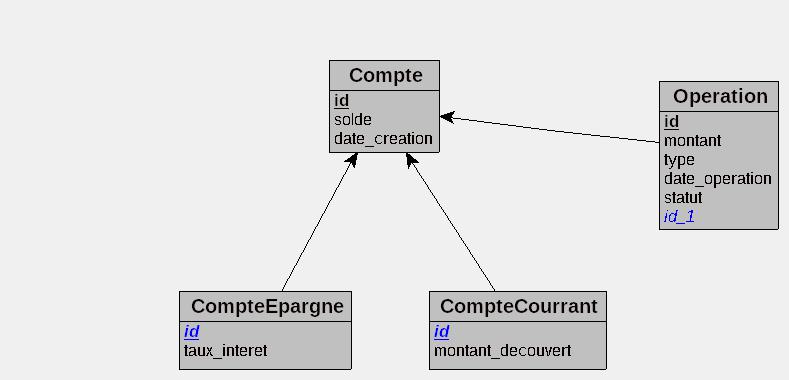 Compte
id
solde
date_creation
Operation
id
montant
type
date_operation
statut
id_1
CompteEpargne
id
taux_interet
CompteCourrant
id
montant_decouvert